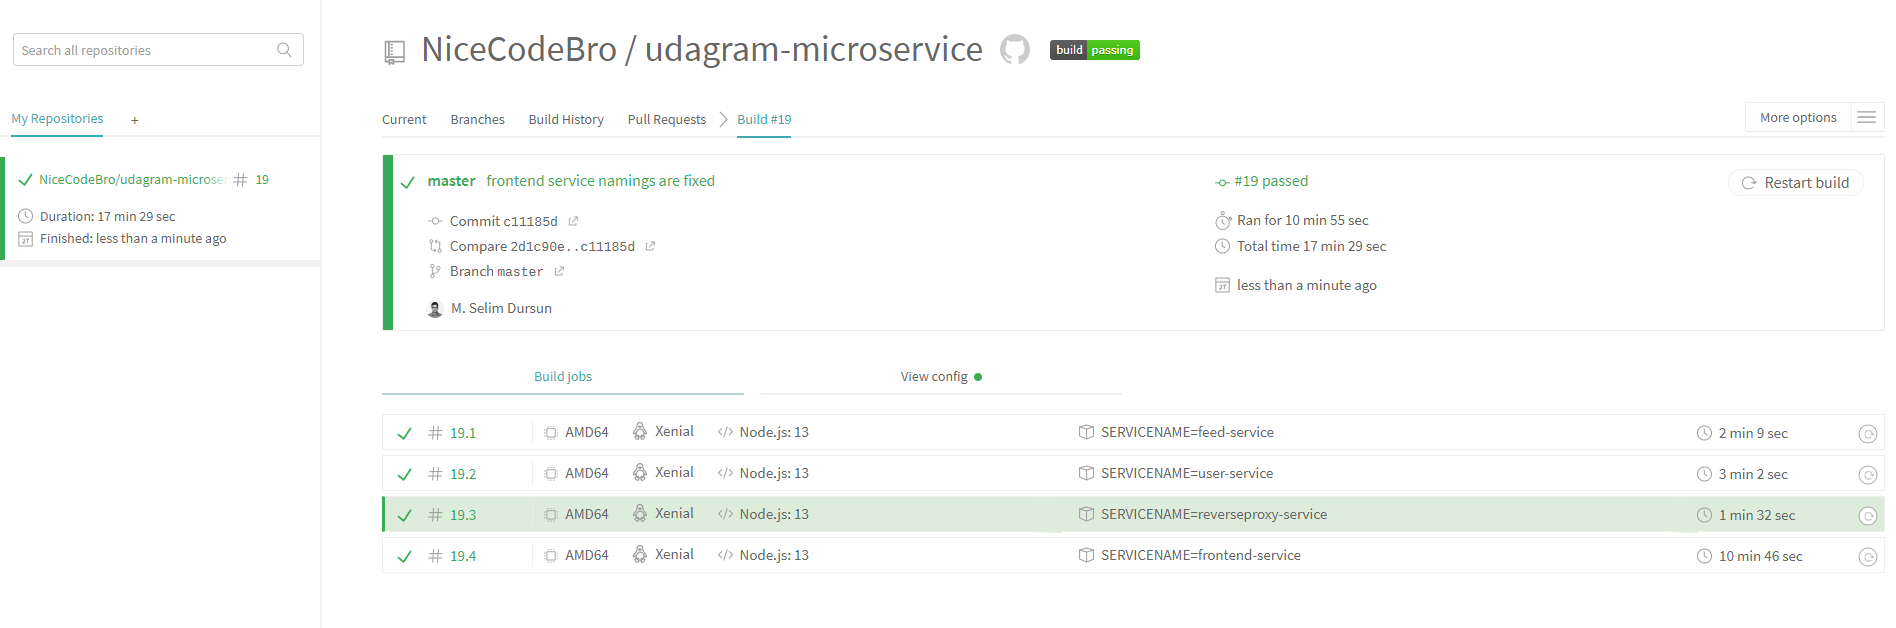 Search all repositories
My Repositories +
NiceCodeBro/udagram-microser # 19
Duration: 17 min 29 sec
27 Finished: less than a minute ago
NiceCodeBro / udagram-microservice build passing
Current Branches Build History Pull Requests Build #19
More options
master frontend service namings are fixed
Commit c11185d
Compare 2d1c90e..c11185d
Branch master
M. Selim Dursun
#19 passed
Ran for 10 min 55 sec
Total time 17 min 29 sec
27 less than a minute ago
Restart build
Build jobs View config
# 19.1 AMD64 Xenial </> Node.js: 13 SERVICENAME=feed-service 2 min 9 sec
# 19.2 AMD64 Xenial </> Node.js: 13 SERVICENAME=user-service 3 min 2 sec
# 19.3 AMD64 Xenial </> Node.js: 13 SERVICENAME=reverseproxy-service 1 min 32 sec
# 19.4 AMD64 Xenial </> Node.js: 13 SERVICENAME=frontend-service 10 min 46 sec